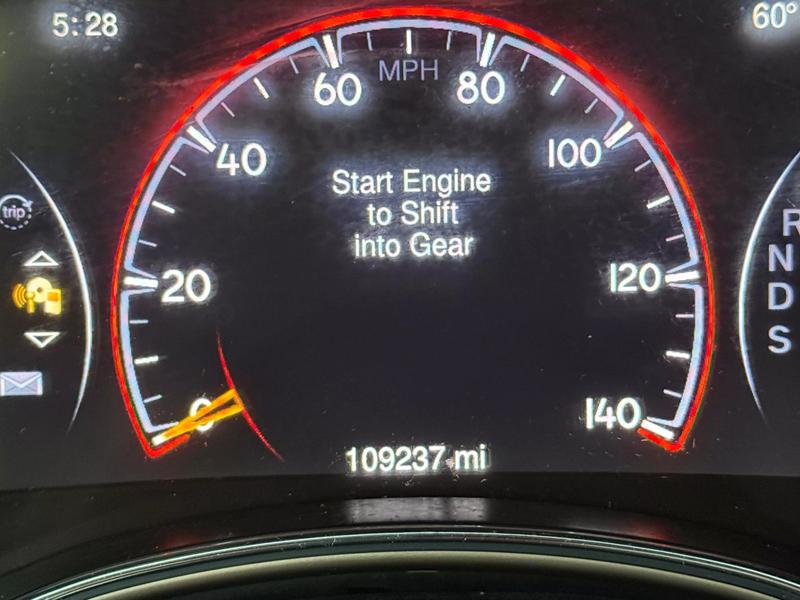 5:28
60°
MPH
60
80
40
100
Start Engine
to Shift
into Gear
trip
20
120
R
N
D
S
0
140
109237 mi